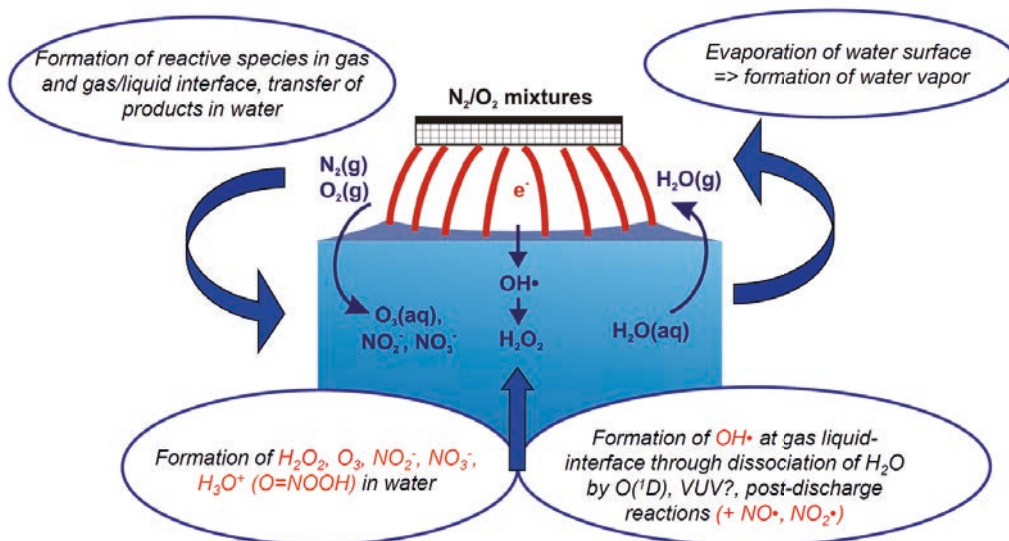 Formation of reactive species in gas
and gas/liquid interface, transfer of
products in water
Evaporation of water surface
=> formation of water vapor
N₂/O₂ mixtures
N₂(g)
O₂(g)
e⁻
H₂O(g)
OH•
O₃(aq),
NO₂⁻, NO₃⁻
H₂O₂
H₂O(aq)
Formation of H₂O₂, O₃, NO₂⁻, NO₃⁻,
H₃O⁺ (O=NOOH) in water
Formation of OH• at gas liquid-
interface through dissociation of H₂O
by O(¹D), VUV?, post-discharge
reactions (+ NO•, NO₂•)